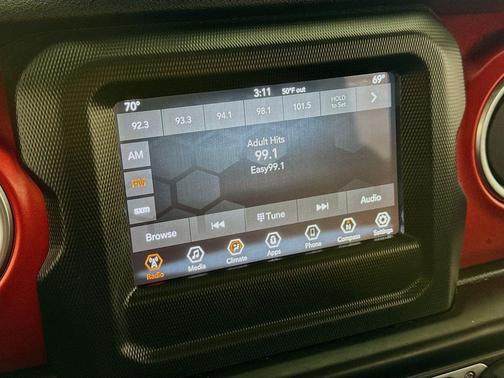 70° 3:11 50°F out 69°
92.3 93.3 94.1 98.1 101.5 HOLD to Set
AM
FM
sxm
Adult Hits
99.1
Easy99.1
Browse Tune Audio
Radio Media Climate Apps Phone Compass Settings